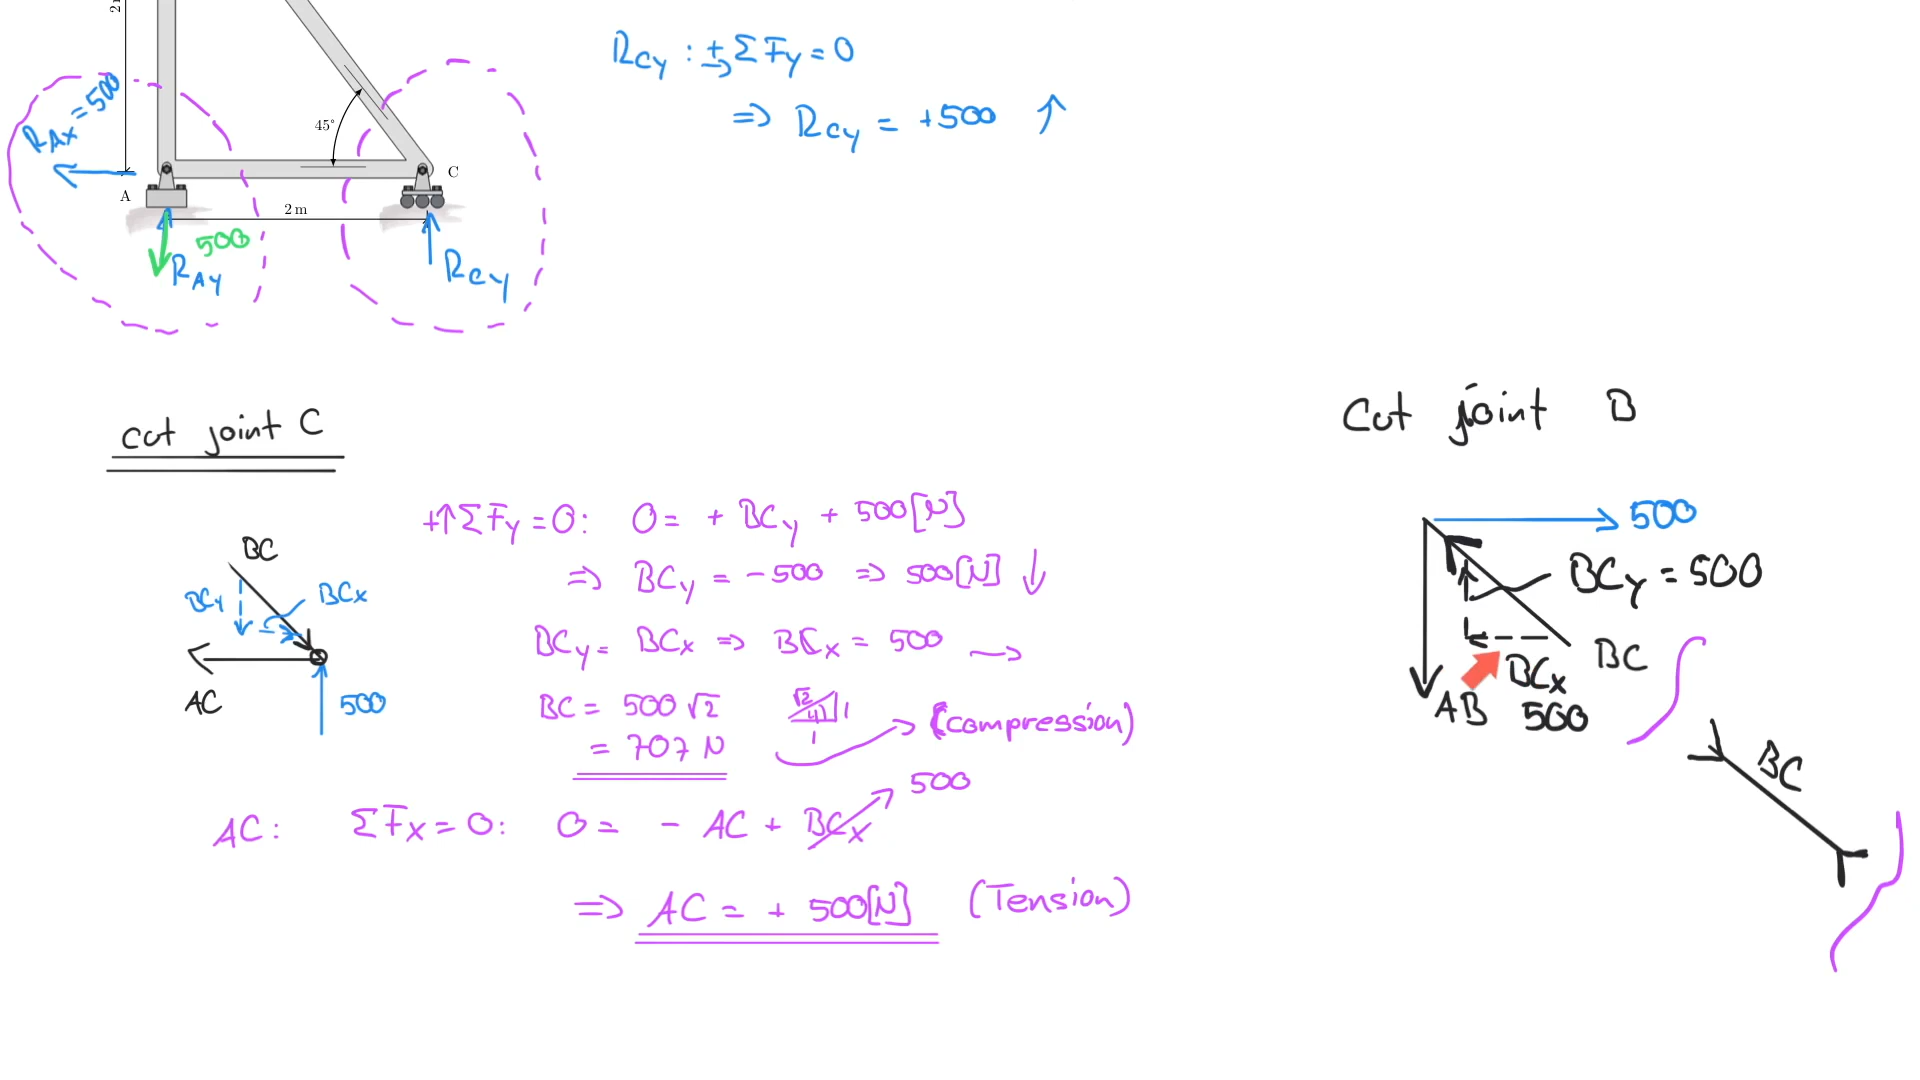 R_CY : +→ ΣF_Y = 0
⇒ R_CY = +500 ↑
R_AX = 500
45°
C
A
2 m
500
R_AY
R_CY
cut joint C
+↑ΣF_Y = 0: 0 = + BC_Y + 500[N]
⇒ BC_Y = -500 ⇒ 500[N] ↓
BC
BC_Y
BC_X
AC
500
BC_Y = BC_X ⇒ BC_X = 500 →
BC = 500 √2
√2
1
1
(compression)
= 707 N
500
AC: ΣF_X = 0: 0 = - AC + BC_X
⇒ AC = + 500[N] (Tension)
Cut joint B
500
BC_Y = 500
BC
BC_X
AB
500
BC